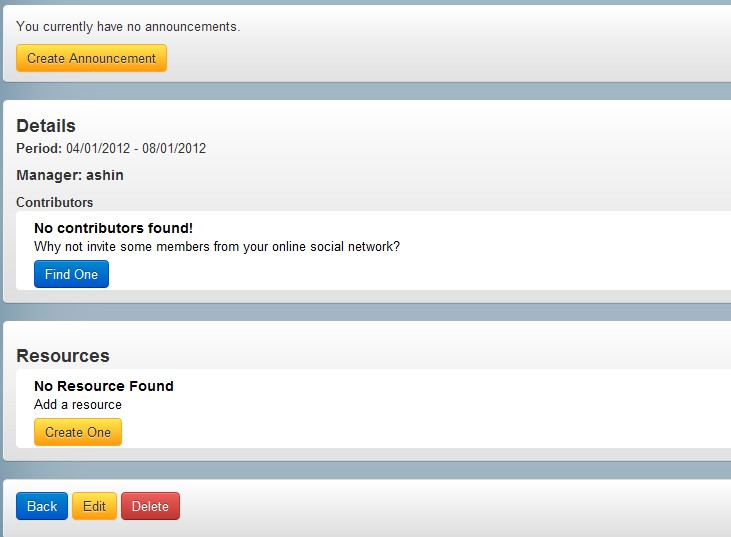 You currently have no announcements.
Create Announcement
Details
Period: 04/01/2012 - 08/01/2012
Manager: ashin
Contributors
No contributors found!
Why not invite some members from your online social network?
Find One
Resources
No Resource Found
Add a resource
Create One
Back Edit Delete